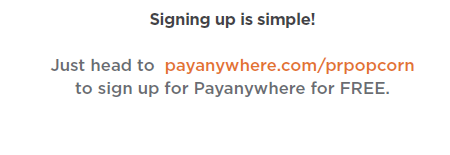 Signing up is simple!
Just head to payanywhere.com/prpopcorn
to sign up for Payanywhere for FREE.